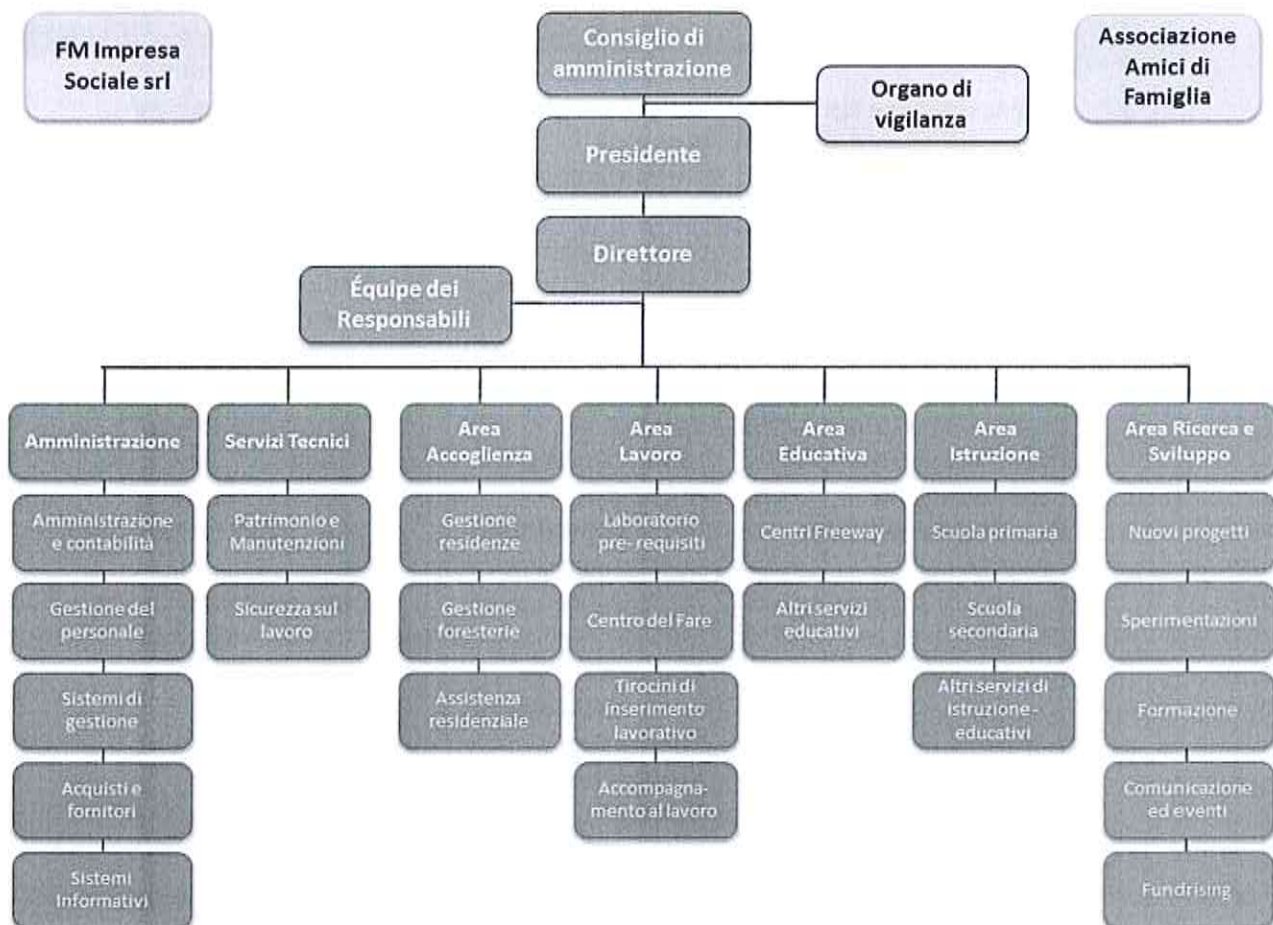 FM Impresa
Sociale srl
Consiglio di
amministrazione
Associazione
Amici di
Famiglia
Organo di
vigilanza
Presidente
Direttore
Équipe dei
Responsabili
Amministrazione
Servizi Tecnici
Area
Accoglienza
Area
Lavoro
Area
Educativa
Area
Istruzione
Area Ricerca e
Sviluppo
Amministrazione
e contabilità
Patrimonio e
Manutenzioni
Gestione
residenze
Laboratorio
pre- requisiti
Centri Freeway
Scuola primaria
Nuovi progetti
Gestione del
personale
Sicurezza sul
lavoro
Gestione
foresterie
Centro del Fare
Altri servizi
educativi
Scuola
secondaria
Sperimentazioni
Sistemi di
gestione
Assistenza
residenziale
Tirocini di
inserimento
lavorativo
Altri servizi di
istruzione -
educativi
Formazione
Acquisti e
fornitori
Accompagna-
mento al lavoro
Comunicazione
ed eventi
Sistemi
Informativi
Fundrising